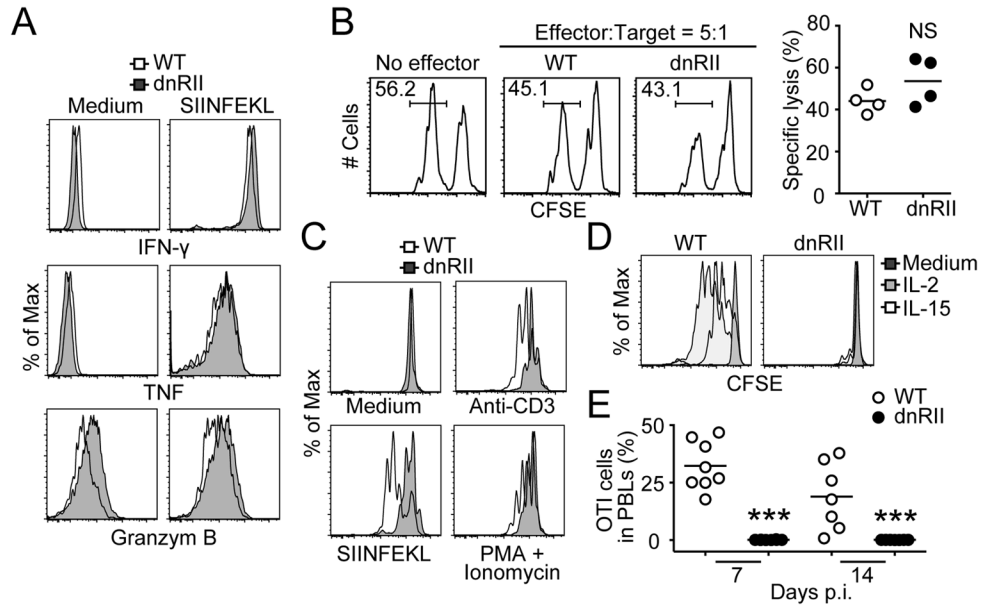 A
WT
dnRII
Medium SIINFEKL
IFN-γ
% of Max
TNF
Granzym B
B
Effector:Target = 5:1
No effector WT dnRII
56.2 45.1 43.1
# Cells
CFSE
80
60
40
20
0
Specific lysis (%)
NS
WT dnRII
C
WT
dnRII
% of Max
Medium Anti-CD3
SIINFEKL PMA +
Ionomycin
D
WT dnRII
Medium
IL-2
IL-15
% of Max
CFSE
E
WT
dnRII
OTI cells
in PBLs (%)
50
25
0
*** ***
7 14
Days p.i.